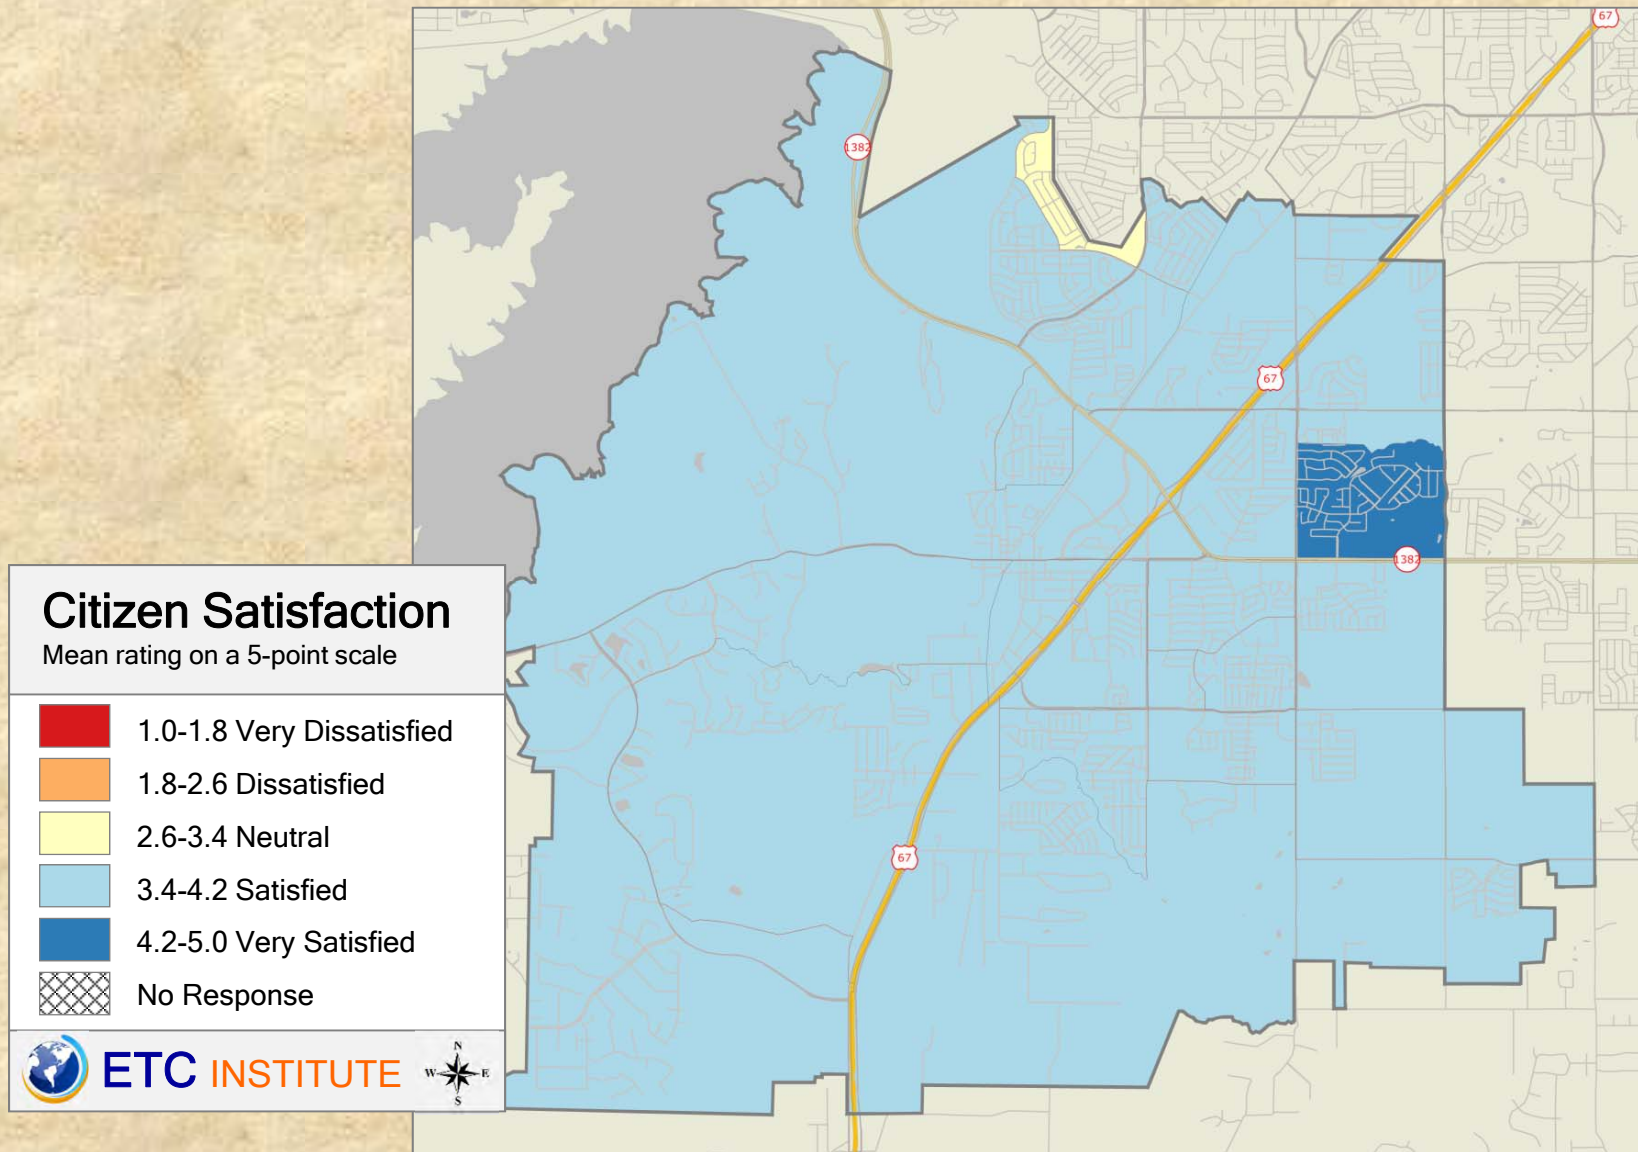 67
1382
67
1382
67
Citizen Satisfaction
Mean rating on a 5-point scale
1.0-1.8 Very Dissatisfied
1.8-2.6 Dissatisfied
2.6-3.4 Neutral
3.4-4.2 Satisfied
4.2-5.0 Very Satisfied
No Response
ETC INSTITUTE
N
W E
S